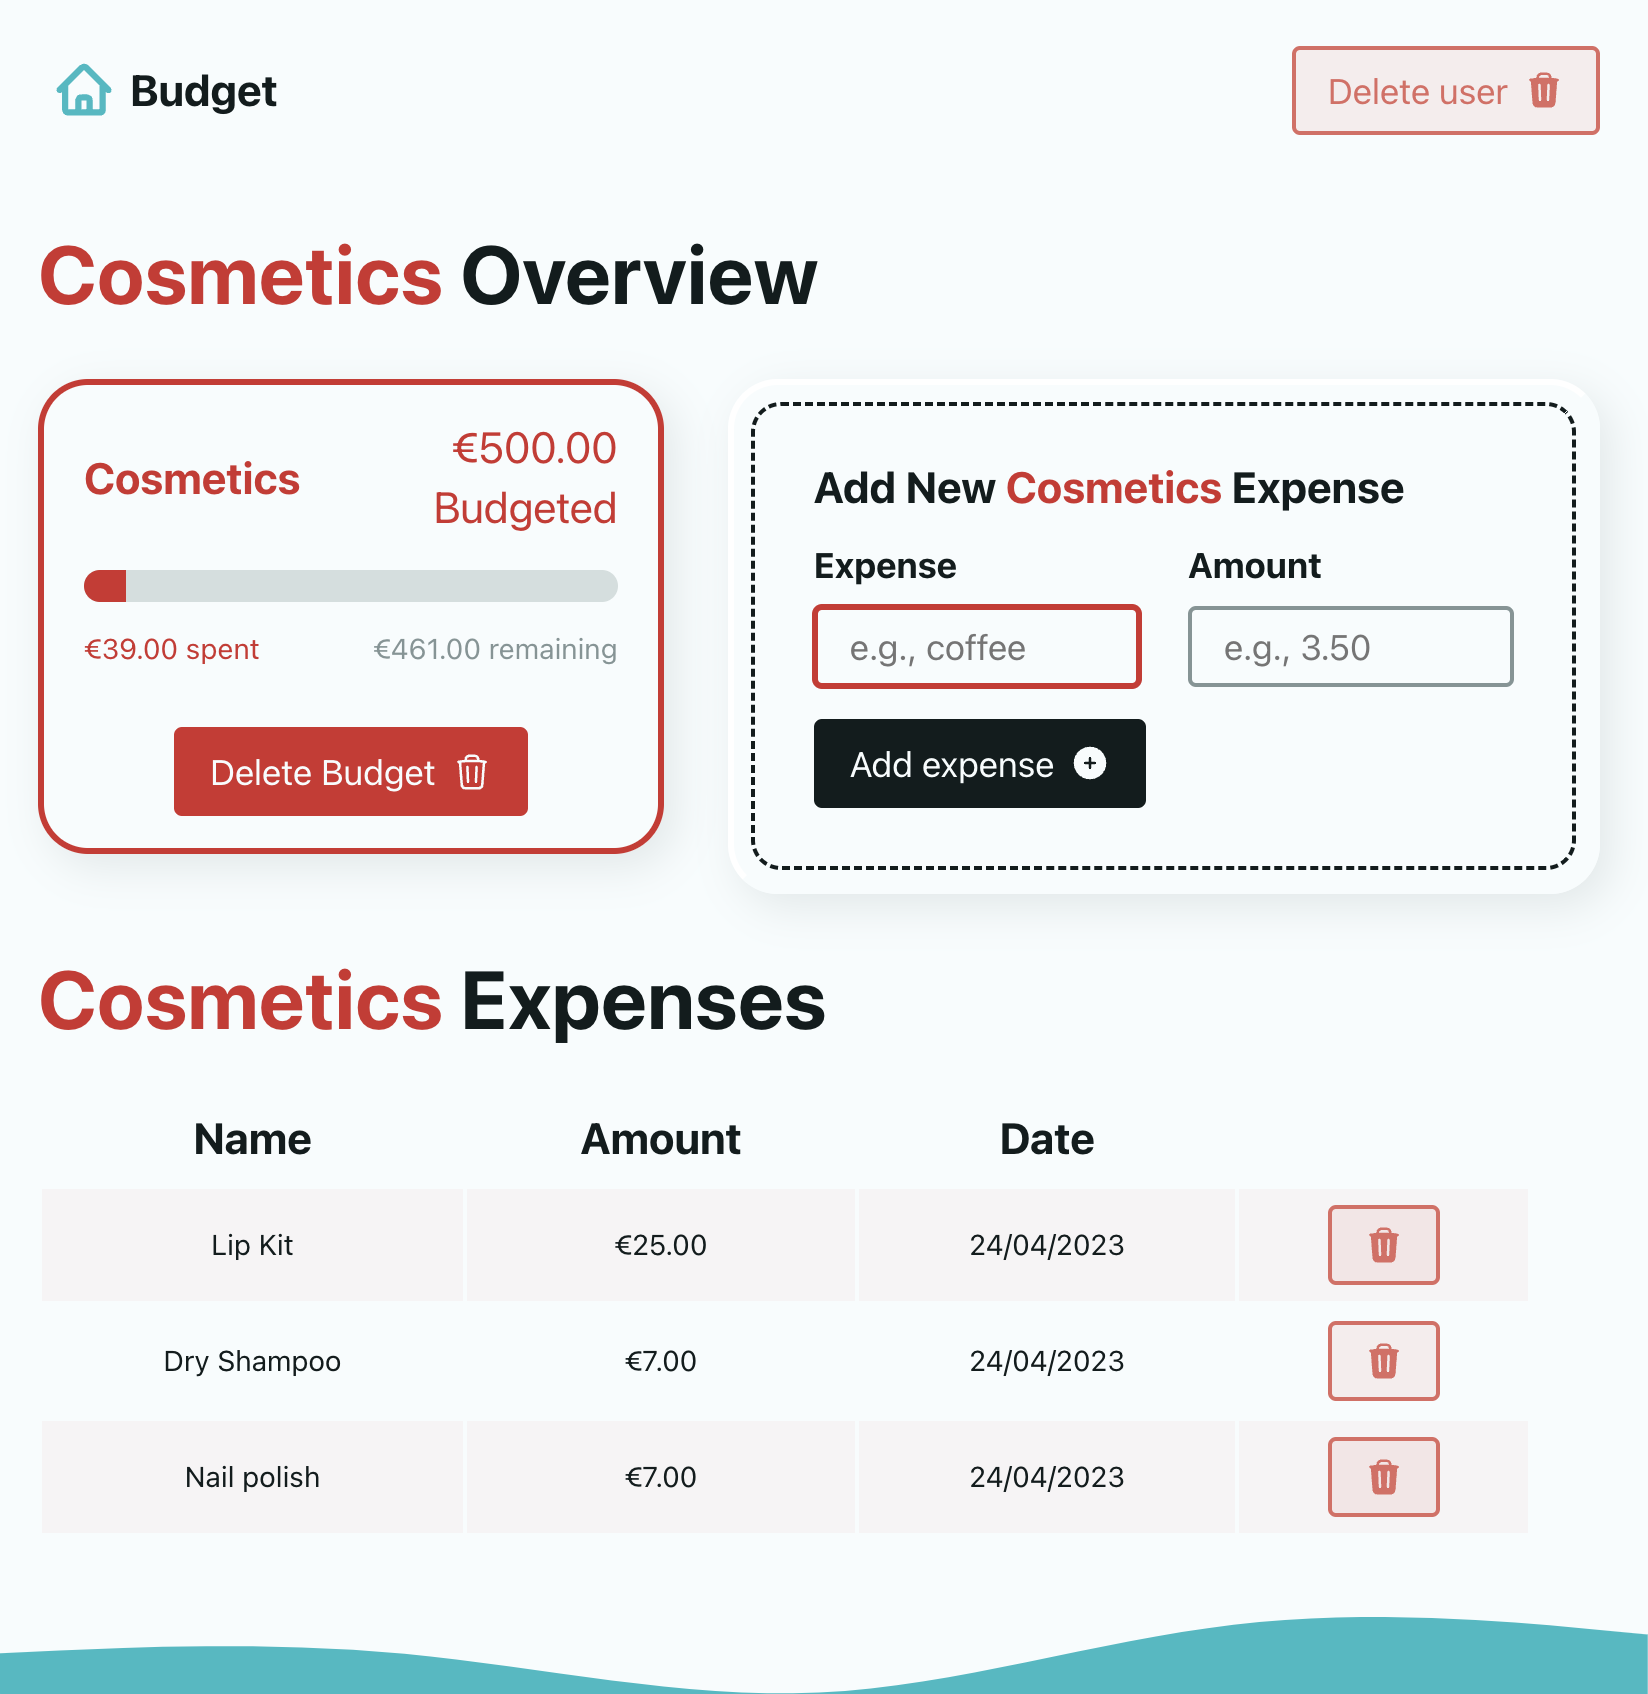 Budget
Delete user
Cosmetics Overview
Cosmetics
€500.00
Budgeted
€39.00 spent
€461.00 remaining
Delete Budget
Add New Cosmetics Expense
Expense
Amount
e.g., coffee
e.g., 3.50
Add expense
Cosmetics Expenses
Name Amount Date
Lip Kit €25.00 24/04/2023
Dry Shampoo €7.00 24/04/2023
Nail polish €7.00 24/04/2023